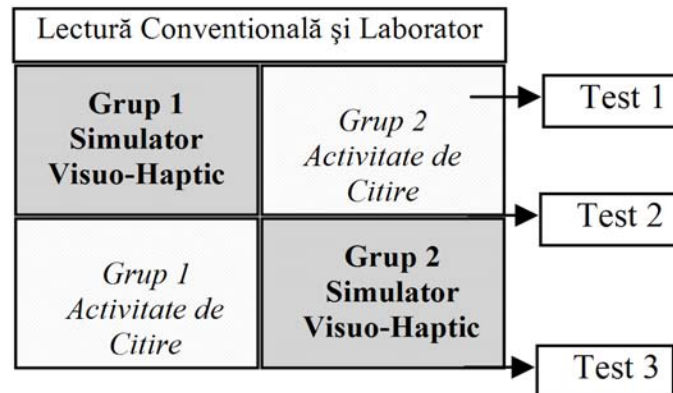 Lectură Conventională şi Laborator
Grup 1
Simulator
Visuo-Haptic
Grup 2
Activitate de
Citire
Test 1
Test 2
Grup 1
Activitate de
Citire
Grup 2
Simulator
Visuo-Haptic
Test 3